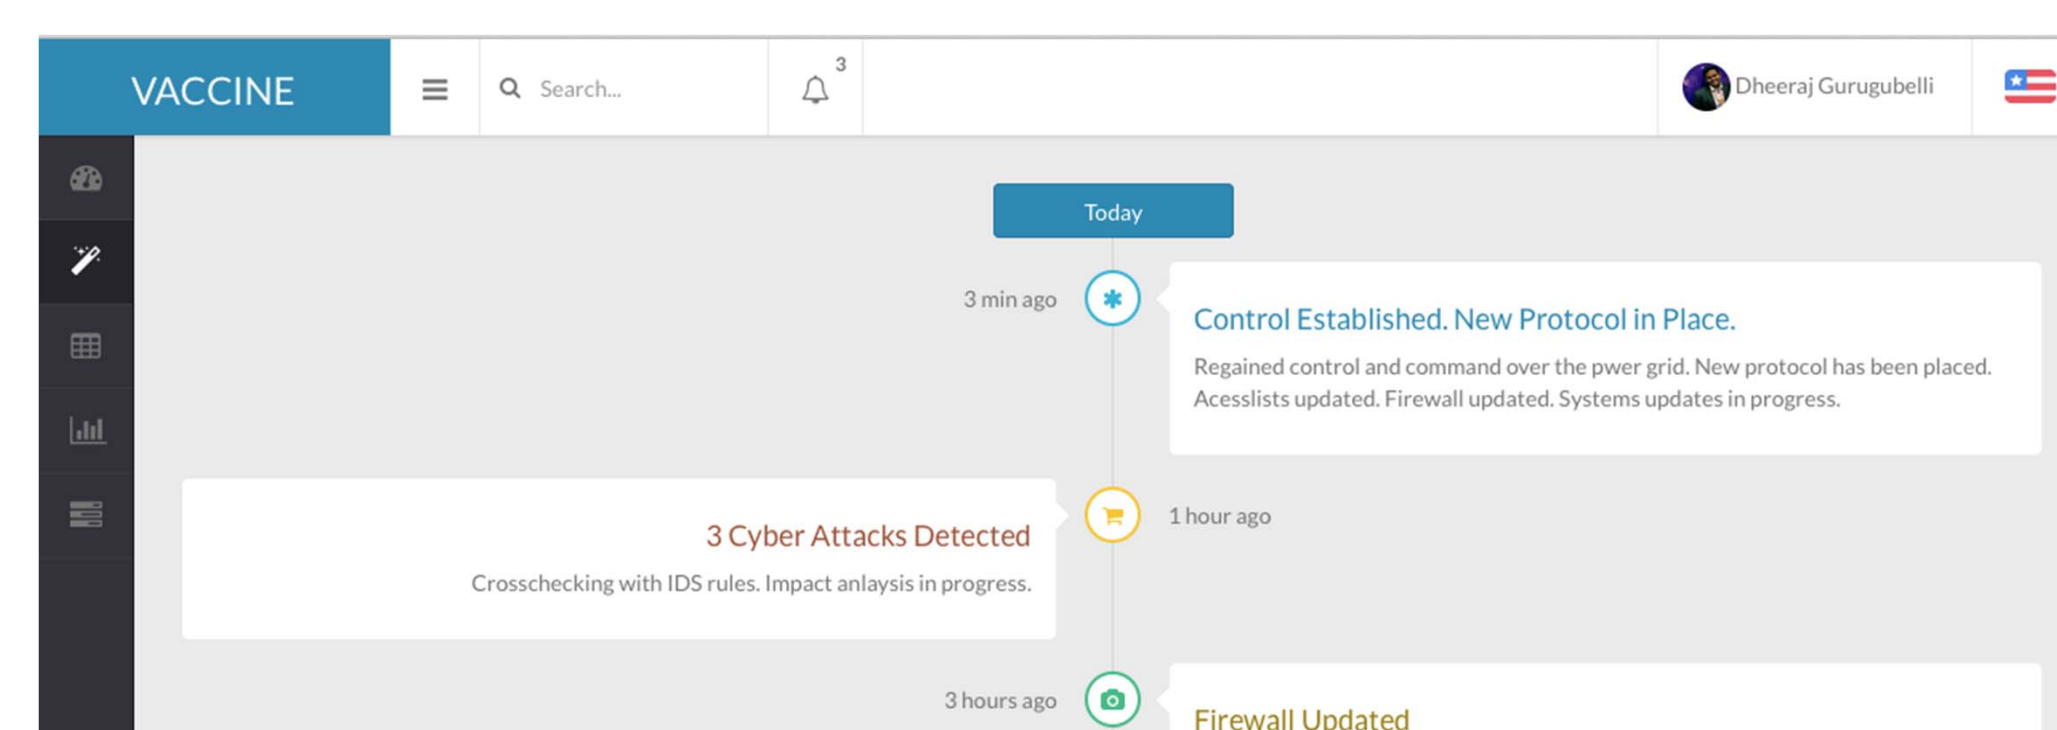 VACCINE
Search...
3
Dheeraj Gurugubelli
Today
3 min ago
Control Established. New Protocol in Place.
Regained control and command over the pwer grid. New protocol has been placed.
Acesslists updated. Firewall updated. Systems updates in progress.
3 Cyber Attacks Detected
Crosschecking with IDS rules. Impact anlaysis in progress.
1 hour ago
3 hours ago
Firewall Updated